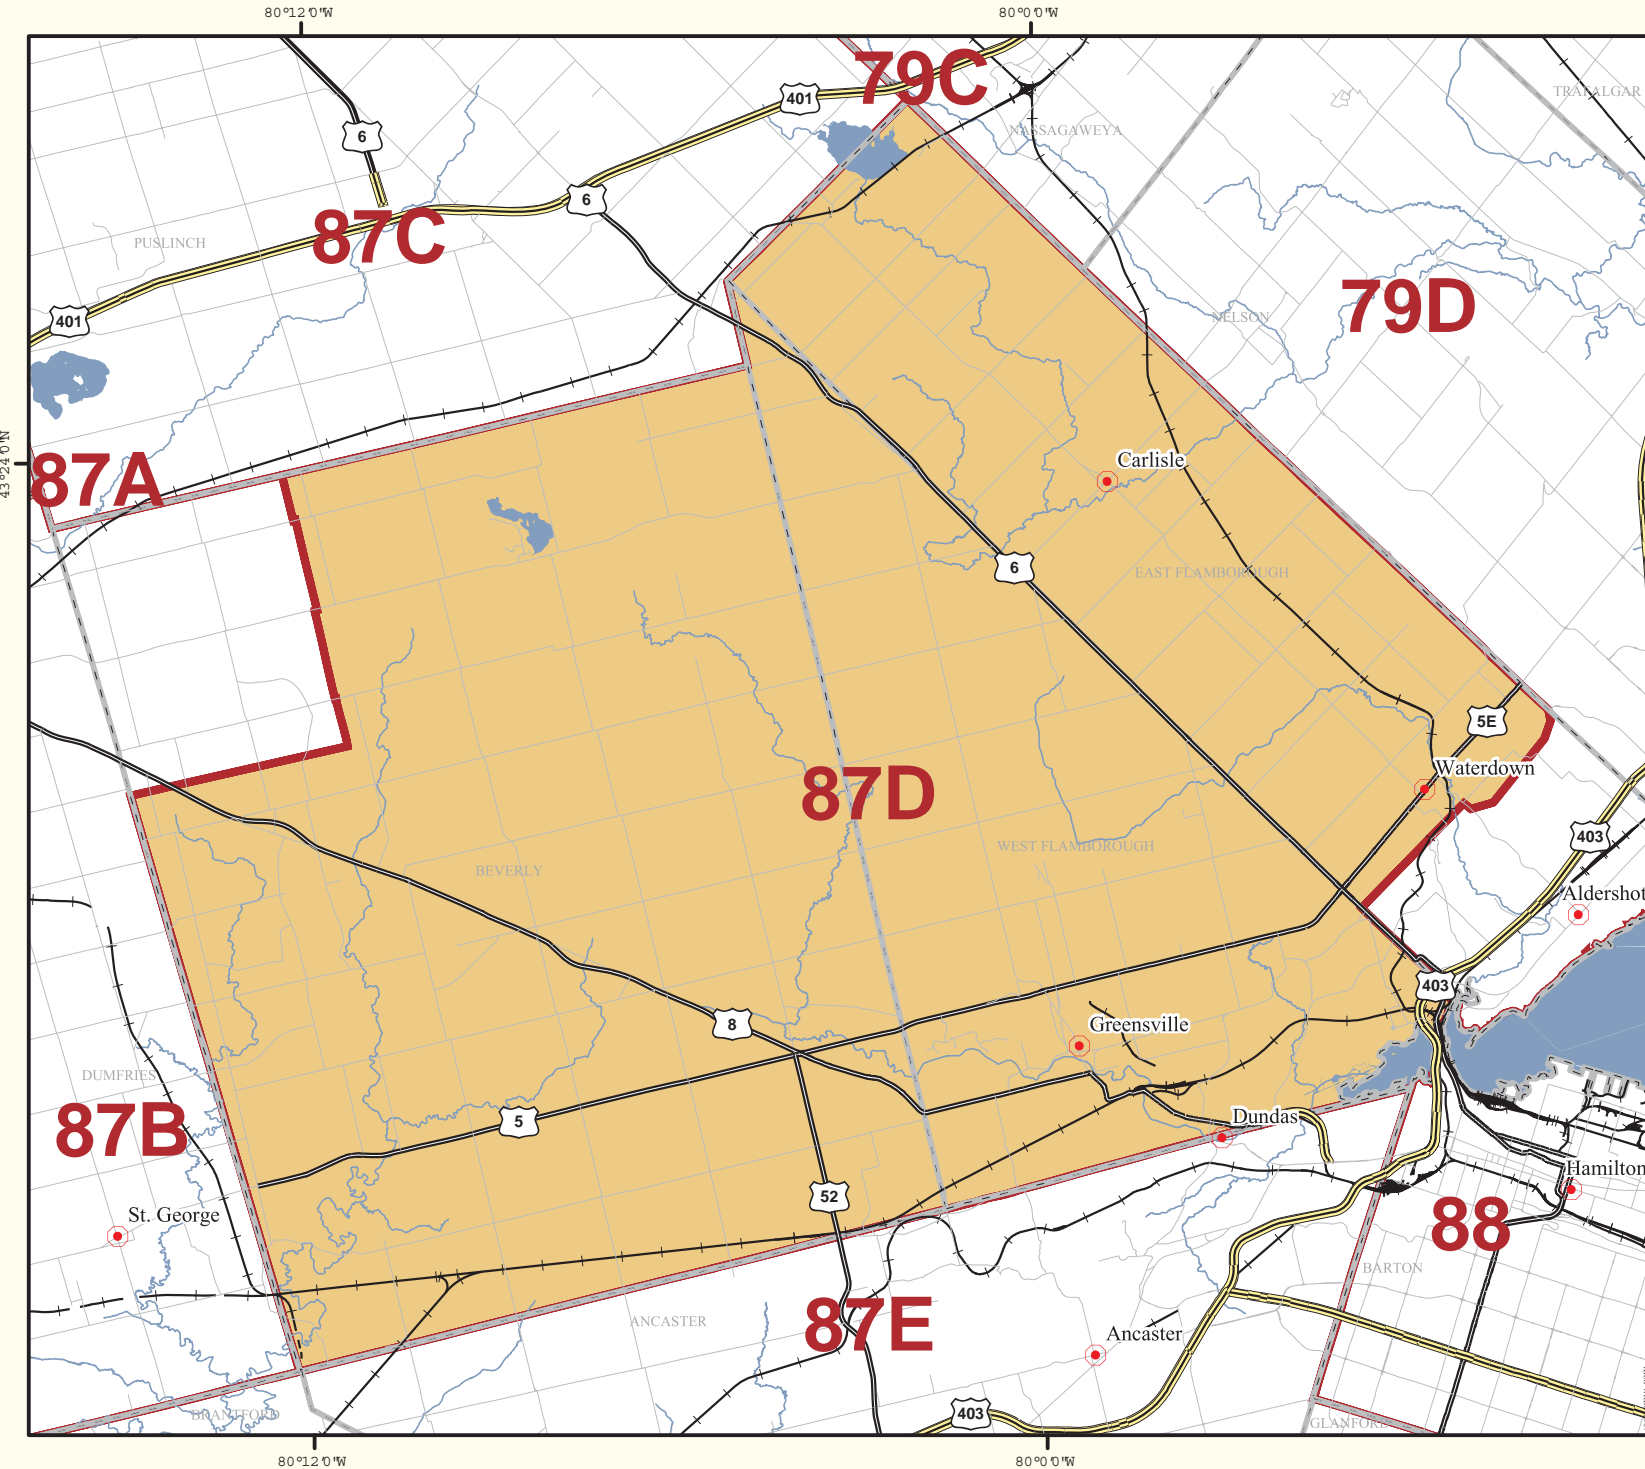 80°12'0"W
80°0'0"W
79C
401
TRAFALGAR
6
NASSAGAWEYA
6
87C
PUSLINCH
79D
401
NELSON
43°24'0"N
87A
Carlisle
6
EAST FLAMBOROUGH
5E
Waterdown
87D
403
WEST FLAMBOROUGH
BEVERLY
Aldershot
403
8
Greensville
DUMFRIES
87B
5
Dundas
Hamilton
52
St. George
88
BARTON
87E
ANCASTER
Ancaster
403
BRANTFORD
GLANFORD
80°12'0"W
80°0'0"W